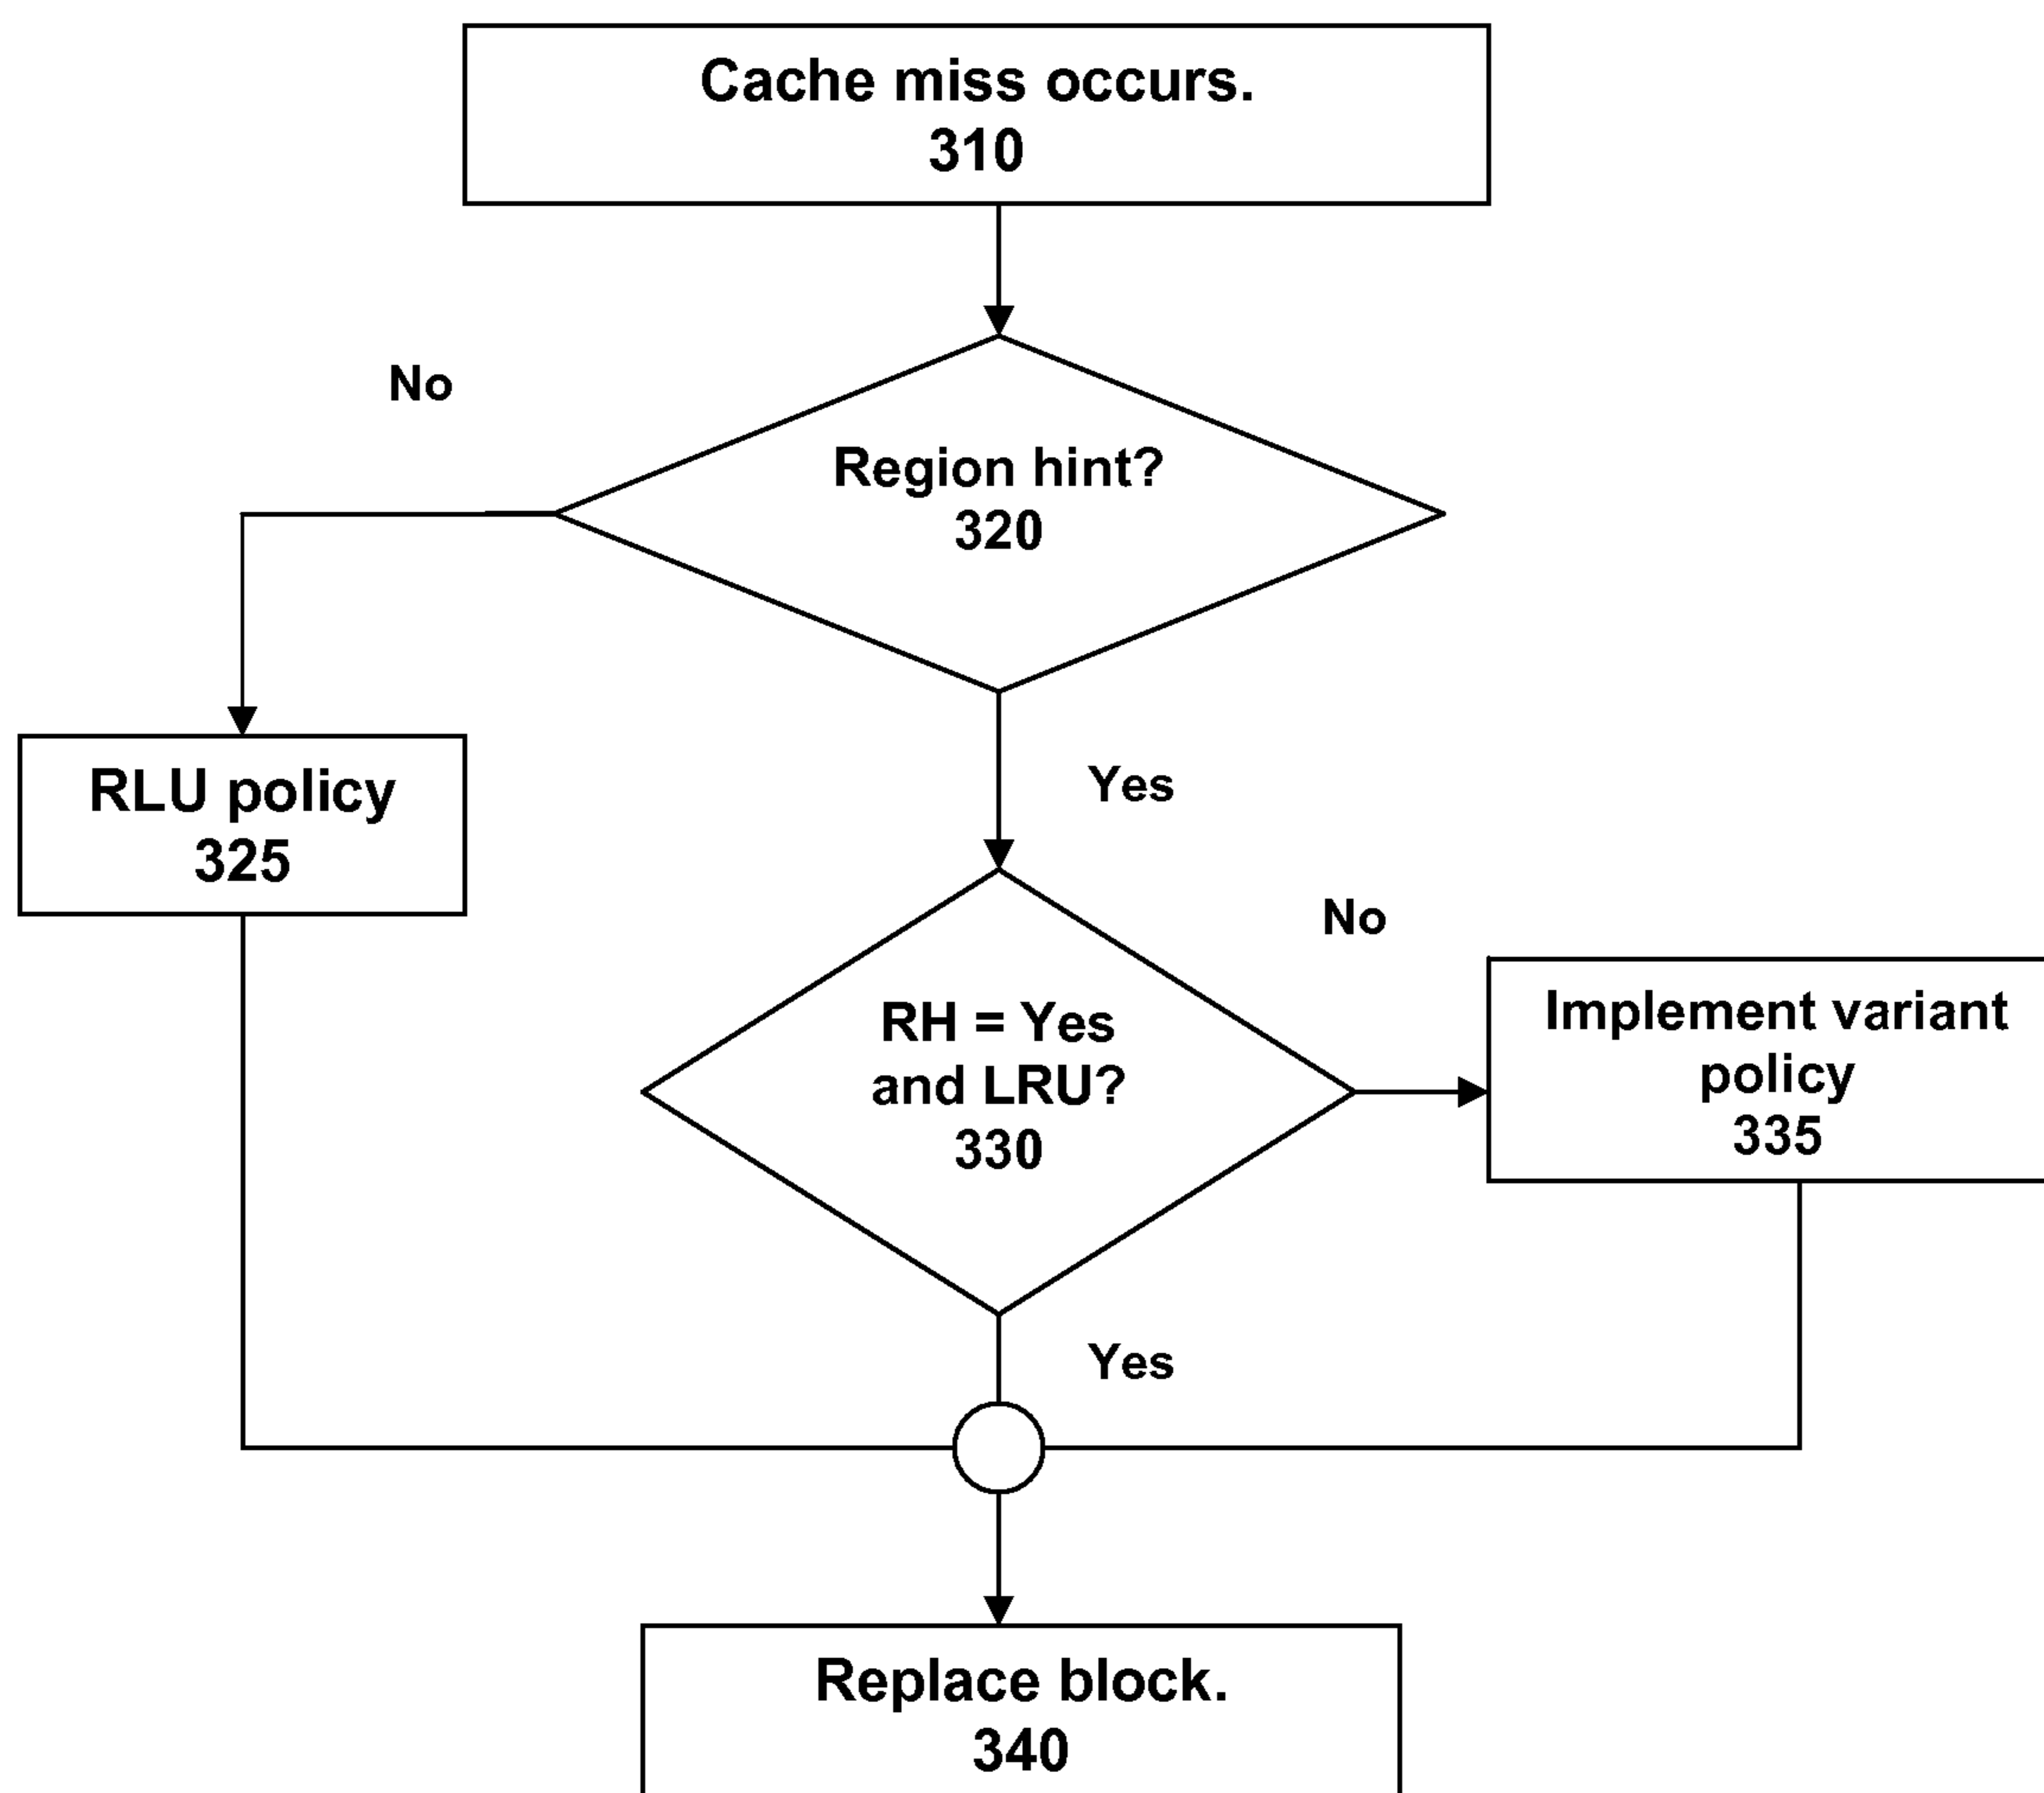 Cache miss occurs.
310
No
Region hint?
320
RLU policy
325
Yes
No
RH = Yes
and LRU?
330
Implement variant
policy
335
Yes
Replace block.
340